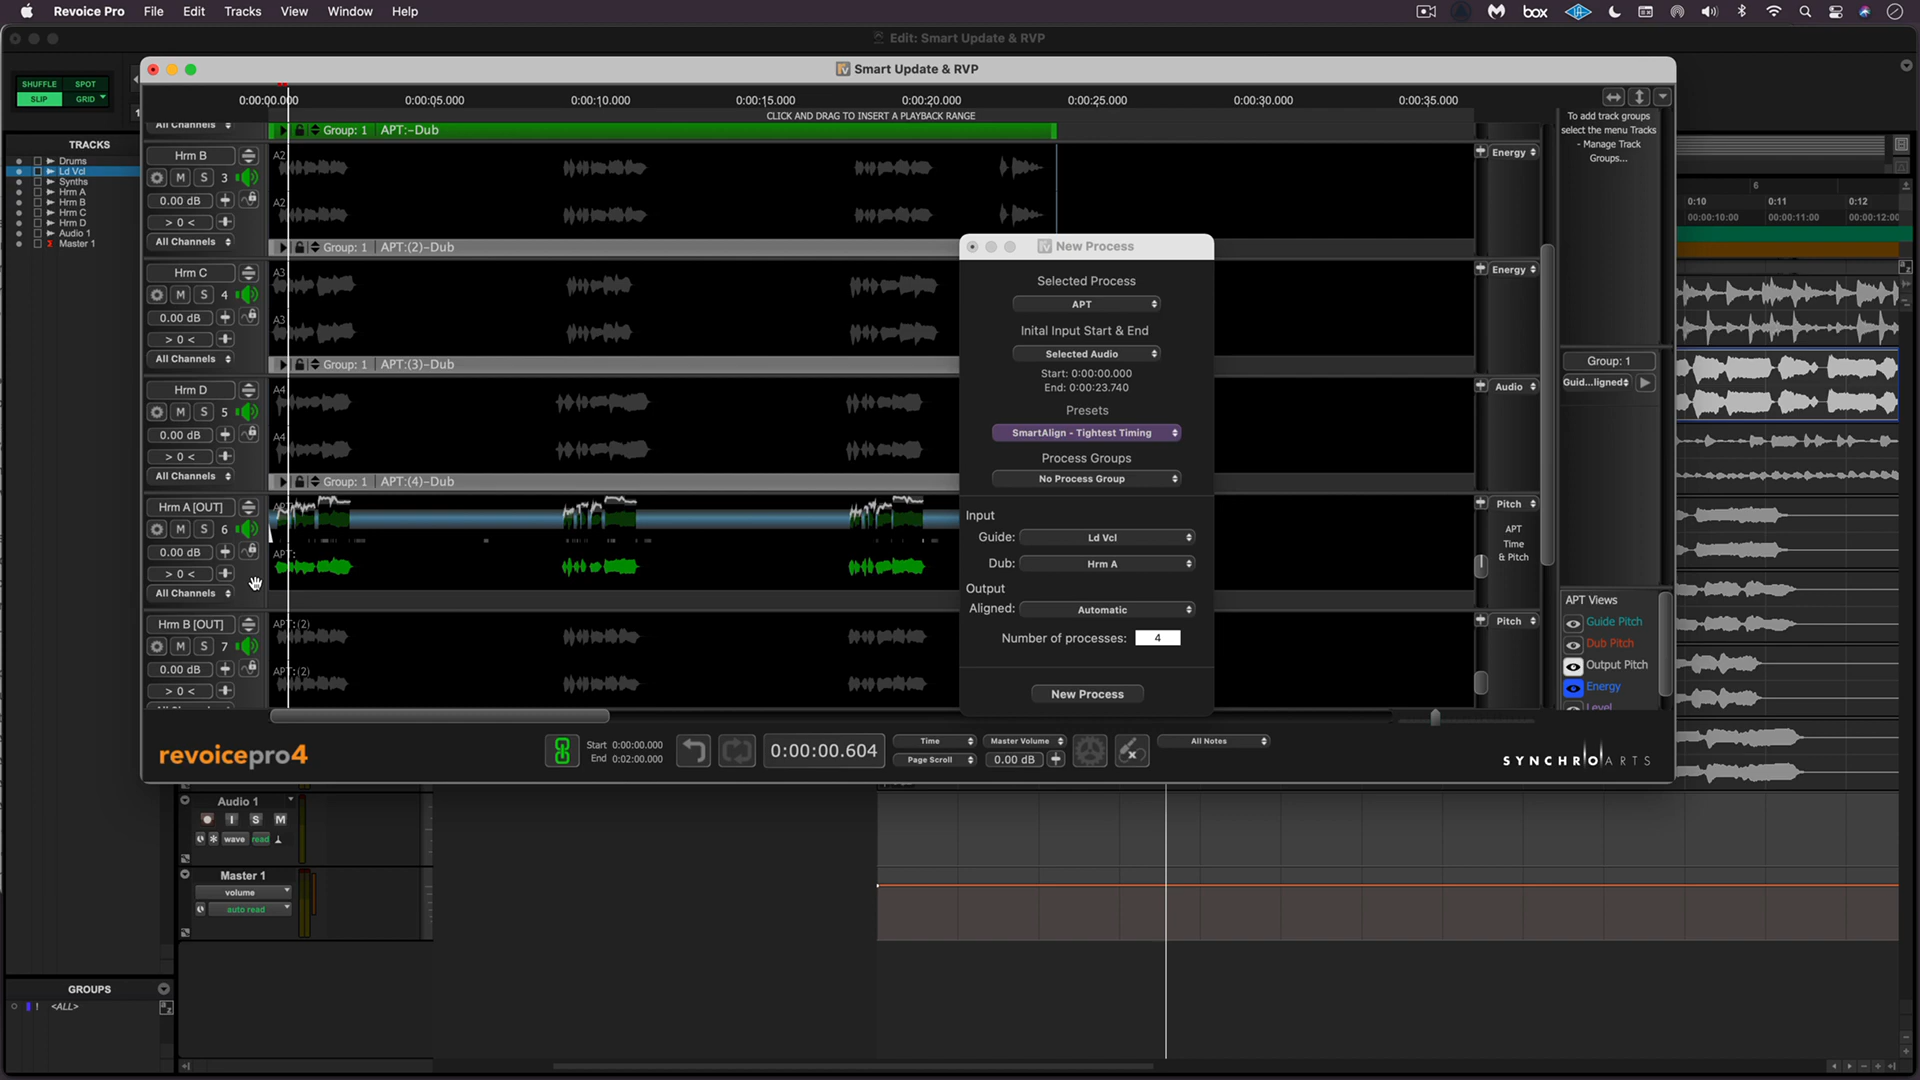 Revoice Pro File Edit Tracks View Window Help
box
Edit: Smart Update & RVP
Smart Update & RVP
SHUFFLE SPOT
SLIP GRID
0:00:00.000 0:00:05.000 0:00:10.000 0:00:15.000 0:00:20.000 0:00:25.000 0:00:30.000 0:00:35.000
CLICK AND DRAG TO INSERT A PLAYBACK RANGE
To add track groups
select the menu Tracks
- Manage Track
Groups...
TRACKS
Drums
Ld Vcl
Synths
Hrm A
Hrm B
Hrm C
Hrm D
Audio 1
Master 1
All Channels
Group: 1 APT:-Dub
Hrm B
A2
M S 3
0.00 dB
A2
> 0 <
All Channels
Energy
Group: 1 APT:(2)-Dub
Hrm C
A3
M S 4
0.00 dB
A3
> 0 <
All Channels
Energy
Group: 1 APT:(3)-Dub
Hrm D
A4
M S 5
0.00 dB
A4
> 0 <
All Channels
Audio
Group: 1 APT:(4)-Dub
Hrm A [OUT]
M S 6
0.00 dB
APT:
> 0 <
All Channels
Pitch
APT
Time
& Pitch
Hrm B [OUT]
APT:(2)
M S 7
0.00 dB
APT:(2)
> 0 <
Pitch
New Process
Selected Process
APT
Inital Input Start & End
Selected Audio
Start: 0:00:00.000
End: 0:00:23.740
Presets
SmartAlign - Tightest Timing
Process Groups
No Process Group
Input
Guide: Ld Vcl
Dub: Hrm A
Output
Aligned: Automatic
Number of processes: 4
New Process
Group: 1
Guid...ligned
APT Views
Guide Pitch
Dub Pitch
Output Pitch
Energy
Level
6
0:10 0:11 0:12
00:00:10:00 00:00:11:00 00:00:12:00
revoicepro4
Start 0:00:00.000
End 0:02:00.000
0:00:00.604
Time
Page Scroll
Master Volume
0.00 dB
All Notes
SYNCHRO ARTS
Audio 1
I S M
wave read
Master 1
volume
auto read
GROUPS
! <ALL>